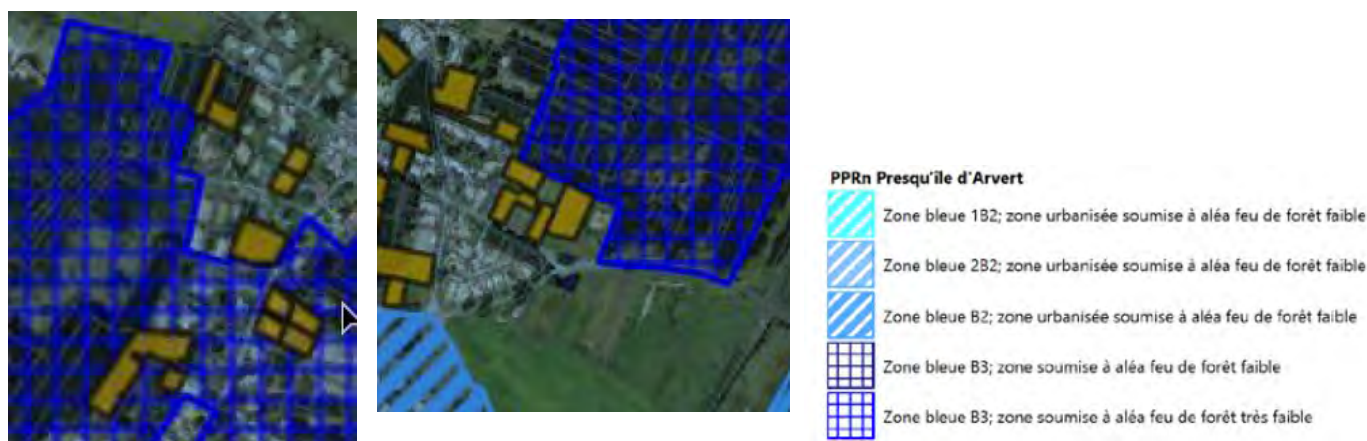 PPRn Presqu'île d'Arvert
Zone bleue 1B2; zone urbanisée soumise à aléa feu de forêt faible
Zone bleue 2B2; zone urbanisée soumise à aléa feu de forêt faible
Zone bleue B2; zone urbanisée soumise à aléa feu de forêt faible
Zone bleue B3; zone soumise à aléa feu de forêt faible
Zone bleue B3; zone soumise à aléa feu de forêt très faible